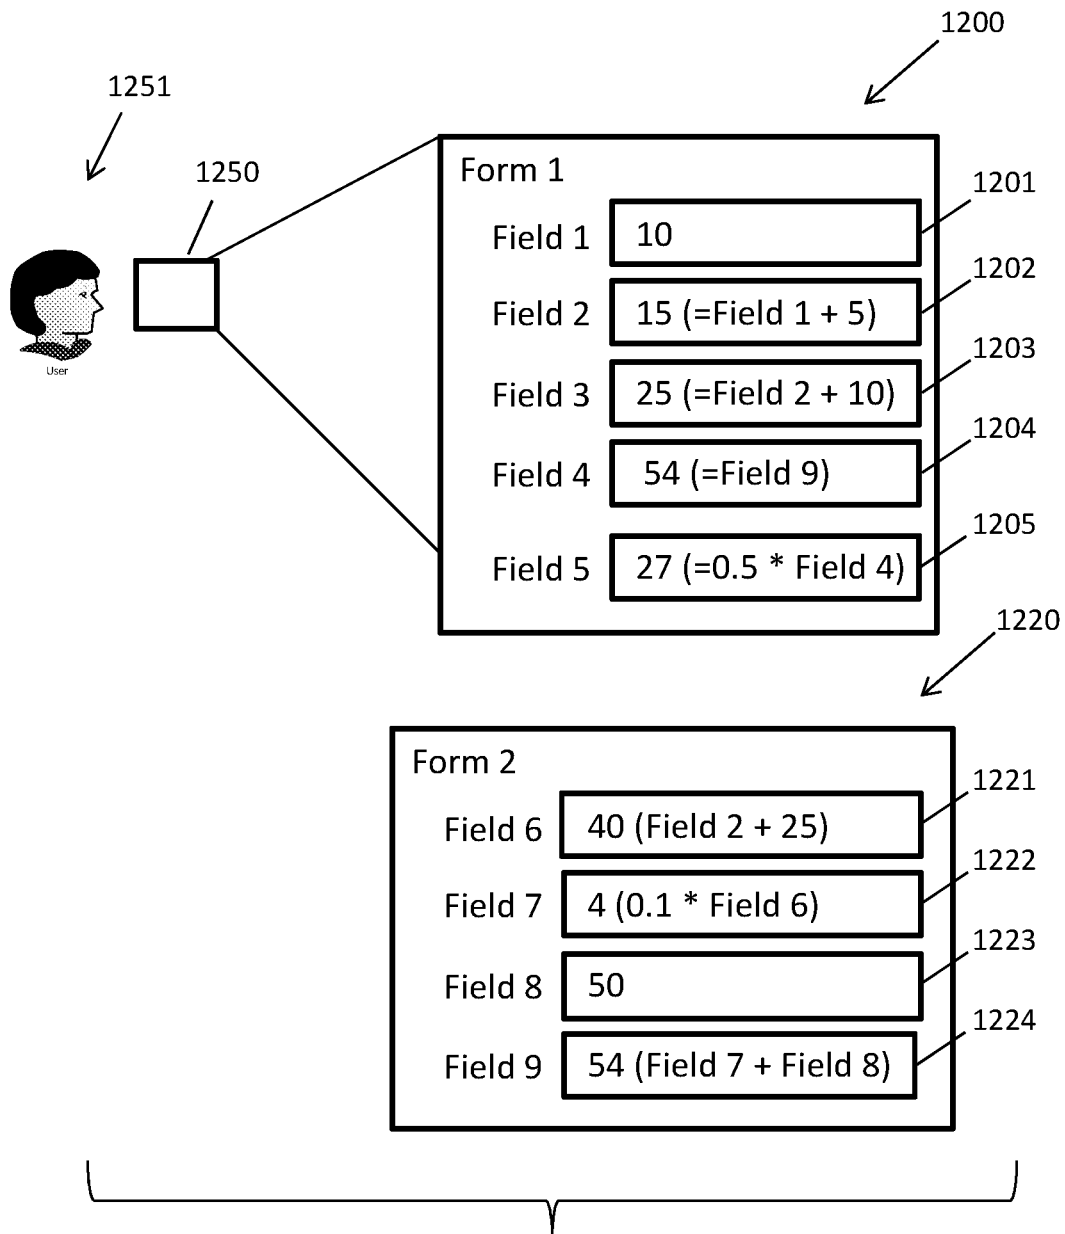 1200
1251
1250
Form 1
1201
Field 1 10
1202
Field 2 15 (=Field 1 + 5)
1203
Field 3 25 (=Field 2 + 10)
1204
Field 4 54 (=Field 9)
1205
Field 5 27 (=0.5 * Field 4)
User
1220
Form 2
1221
Field 6 40 (Field 2 + 25)
1222
Field 7 4 (0.1 * Field 6)
1223
Field 8 50
1224
Field 9 54 (Field 7 + Field 8)